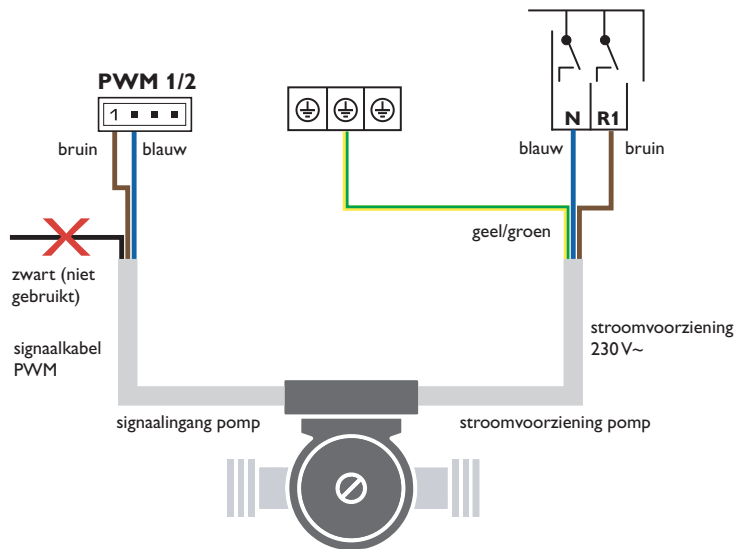 PWM 1/2
1
bruin
blauw
N
R1
blauw
bruin
geel/groen
zwart (niet
gebruikt)
signaalkabel
PWM
stroomvoorziening
230 V~
signaalingang pomp
stroomvoorziening pomp